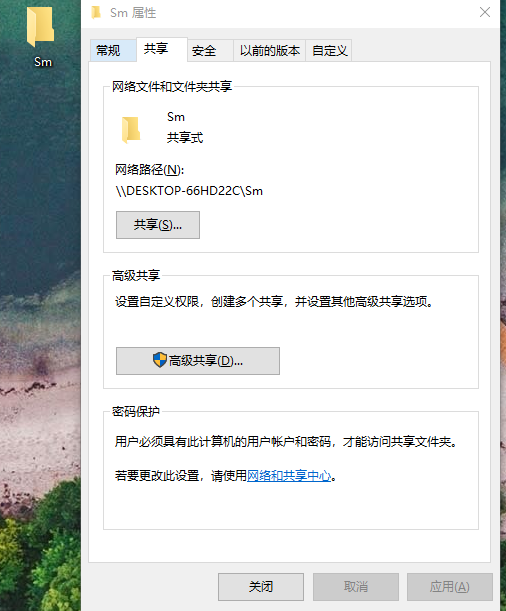 Sm
Sm 属性
常规
共享
安全
以前的版本
自定义
网络文件和文件夹共享
Sm
共享式
网络路径(N):
\\DESKTOP-66HD22C\Sm
共享(S)...
高级共享
设置自定义权限，创建多个共享，并设置其他高级共享选项。
高级共享(D)...
密码保护
用户必须具有此计算机的用户帐户和密码，才能访问共享文件夹。
若要更改此设置，请使用网络和共享中心。
关闭
取消
应用(A)